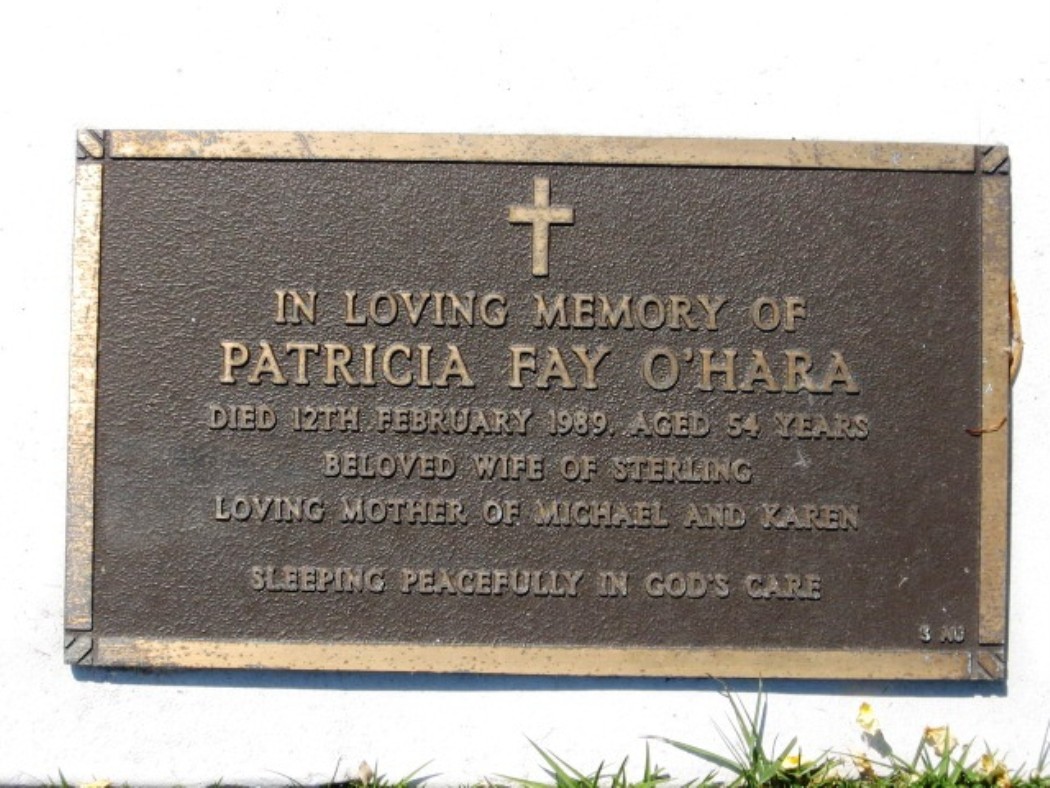 IN LOVING MEMORY OF
PATRICIA FAY O'HARA
DIED 12TH FEBRUARY 1989. AGED 54 YEARS
BELOVED WIFE OF STERLING
LOVING MOTHER OF MICHAEL AND KAREN
SLEEPING PEACEFULLY IN GOD'S CARE